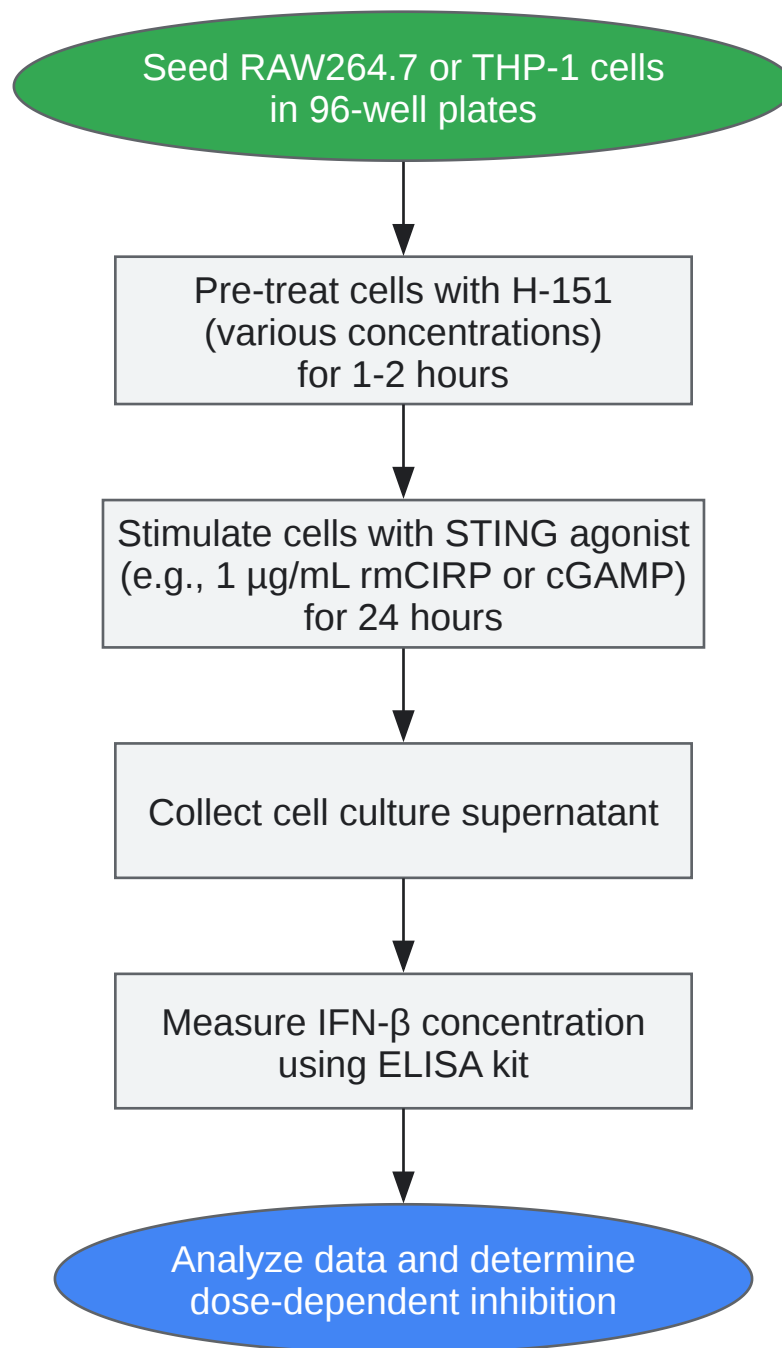 Seed RAW264.7 or THP-1 cells
in 96-well plates
Pre-treat cells with H-151
(various concentrations)
for 1-2 hours
Stimulate cells with STING agonist
(e.g., 1 µg/mL rmCIRP or cGAMP)
for 24 hours
Collect cell culture supernatant
Measure IFN-β concentration
using ELISA kit
Analyze data and determine
dose-dependent inhibition